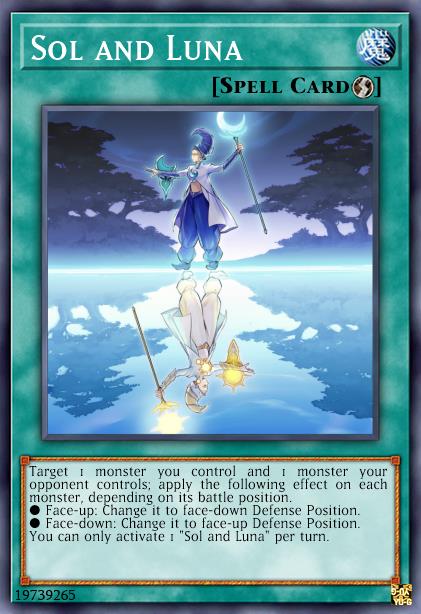 Sol and Luna
魔
[Spell Card]
Target 1 monster you control and 1 monster your
opponent controls; apply the following effect on each
monster, depending on its battle position.
● Face-up: Change it to face-down Defense Position.
● Face-down: Change it to face-up Defense Position.
You can only activate 1 "Sol and Luna" per turn.
19739265